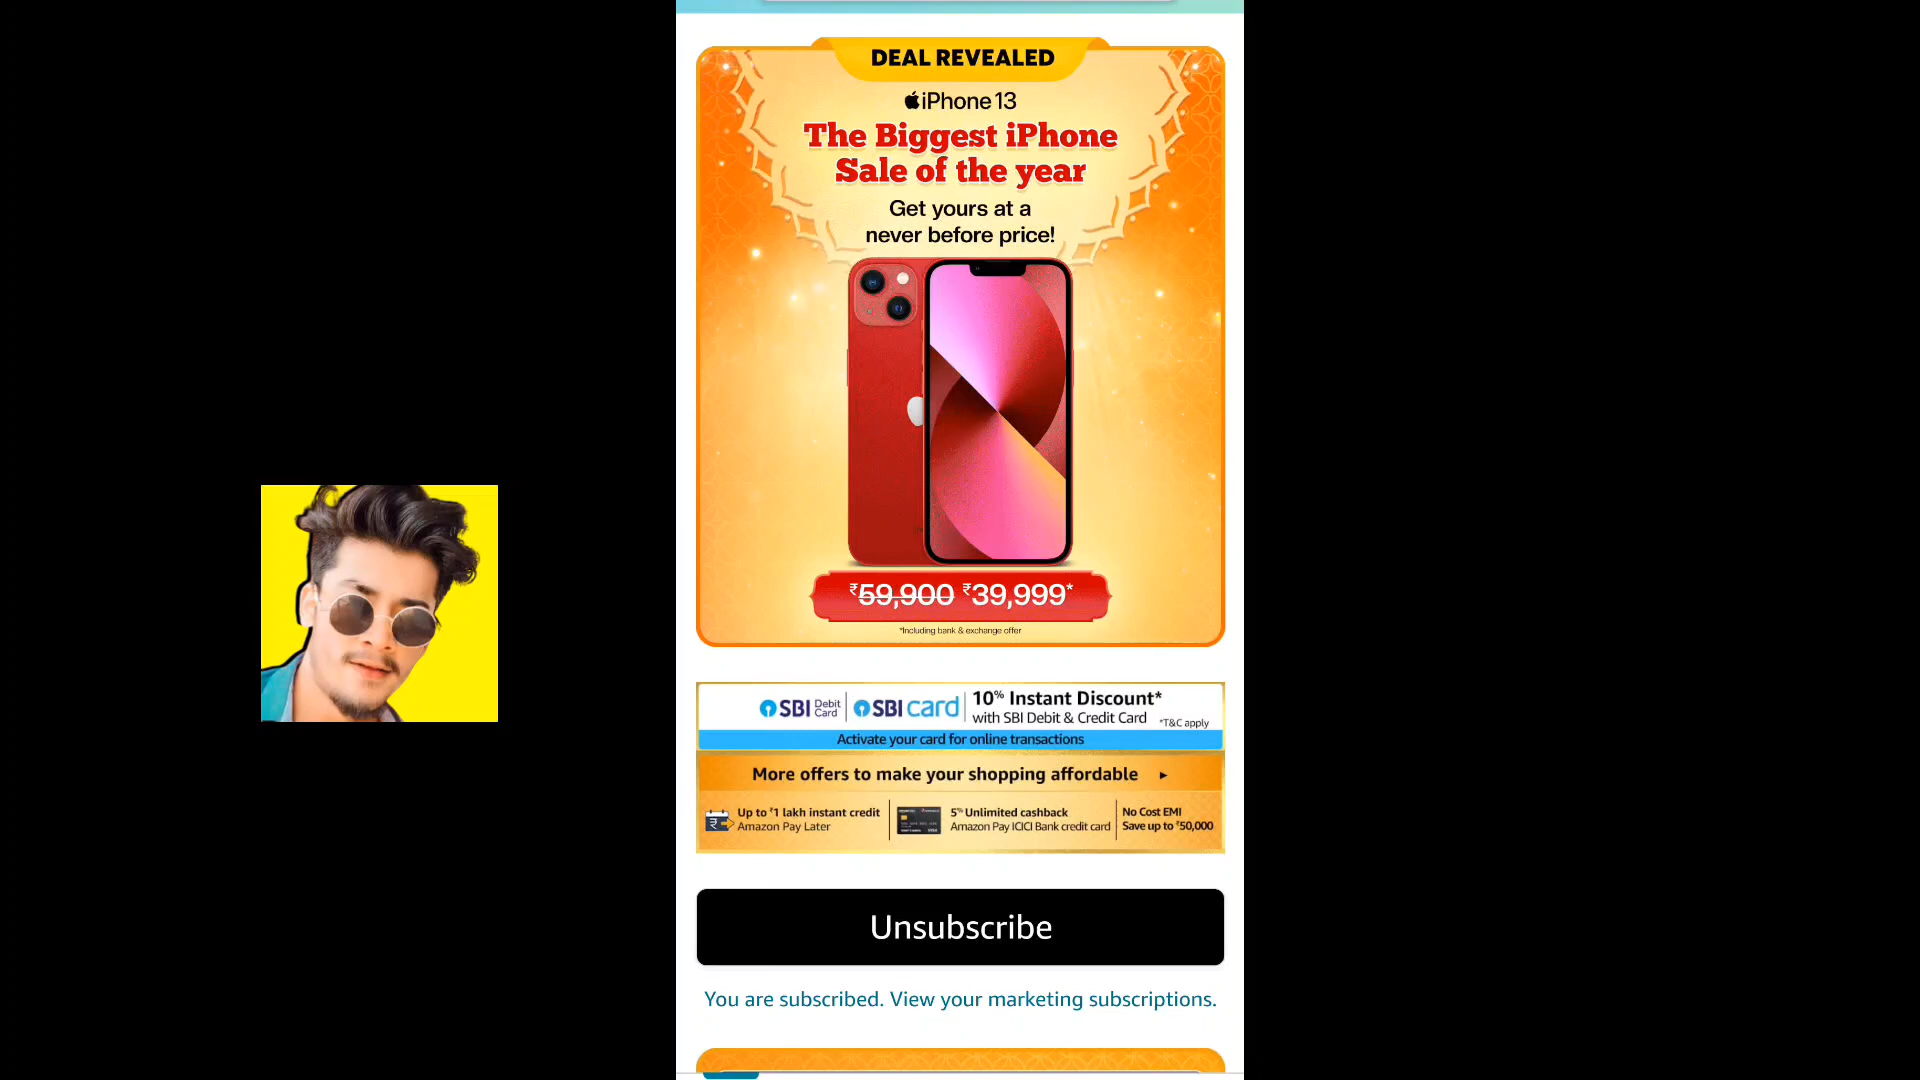 DEAL REVEALED
iPhone 13
The Biggest iPhone
Sale of the year
Get yours at a
never before price!
₹59,900 ₹39,999*
*Including bank & exchange offer
SBI Debit Card | SBI card | 10% Instant Discount*
with SBI Debit & Credit Card *T&C apply
Activate your card for online transactions
More offers to make your shopping affordable ►
Up to ₹1 lakh instant credit
Amazon Pay Later
5% Unlimited cashback
Amazon Pay ICICI Bank credit card
No Cost EMI
Save up to ₹50,000
Unsubscribe
You are subscribed. View your marketing subscriptions.